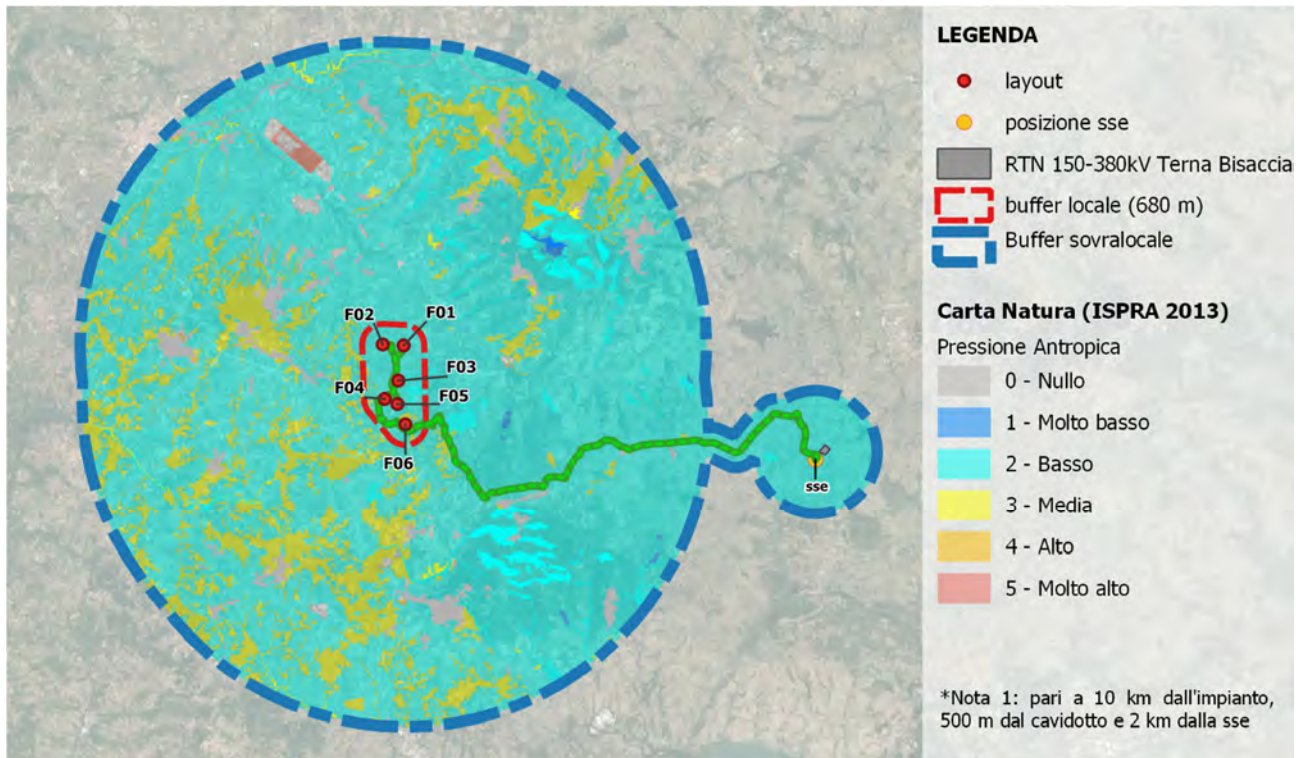 LEGENDA
layout
posizione sse
RTN 150-380kV Terna Bisaccia
buffer locale (680 m)
Buffer sovralocale
Carta Natura (ISPRA 2013)
Pressione Antropica
0 - Nullo
1 - Molto basso
2 - Basso
3 - Media
4 - Alto
5 - Molto alto
*Nota 1: pari a 10 km dall'impianto,
500 m dal cavidotto e 2 km dalla sse
F02
F01
F03
F04
F05
F06
sse